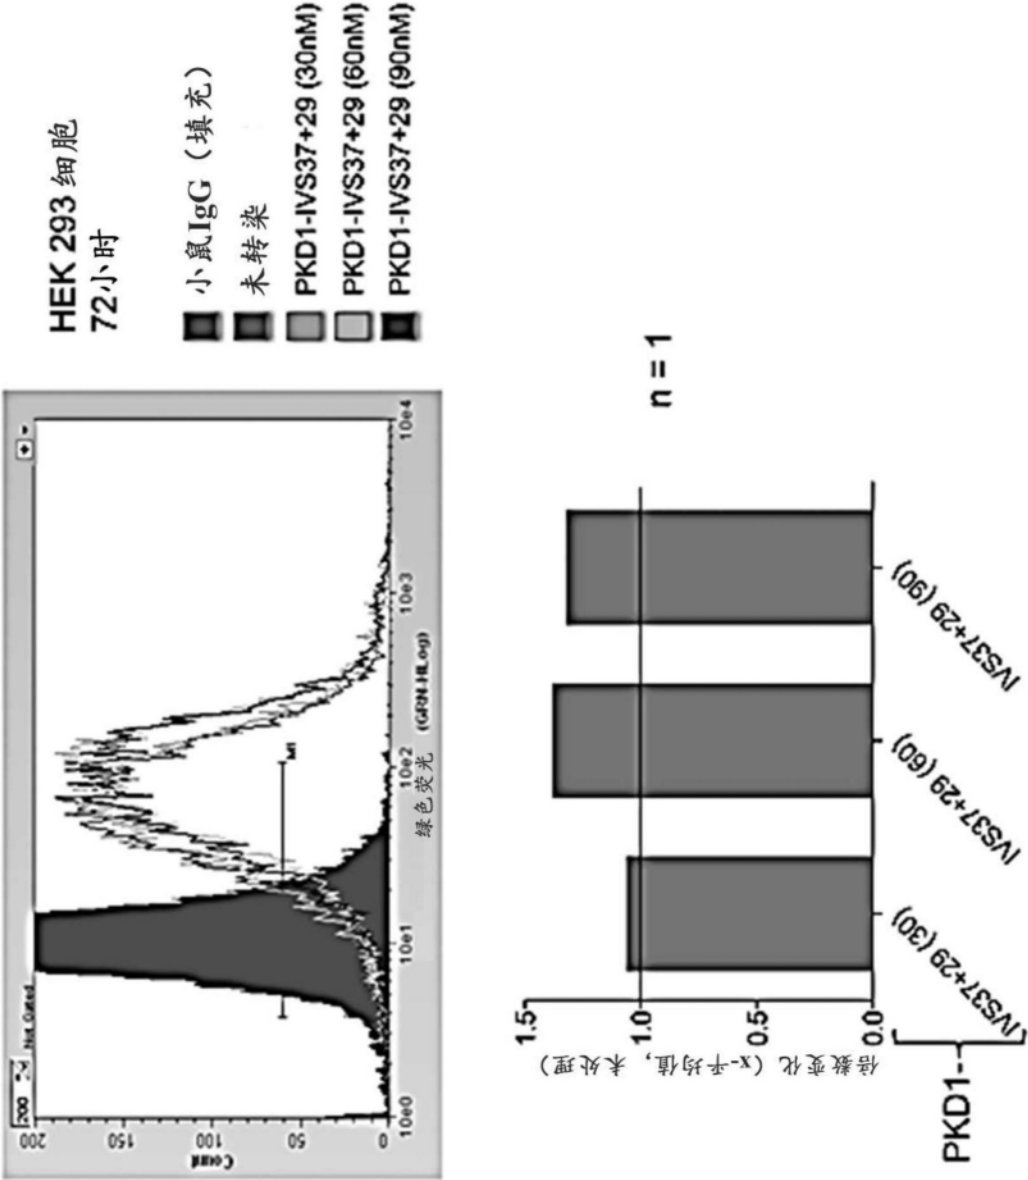 HEK 293 细胞
72小时
小鼠IgG（填充）
未转染
PKD1-IVS37+29 (30nM)
PKD1-IVS37+29 (60nM)
PKD1-IVS37+29 (90nM)
200
Not Gated
200
150
100
50
0
Count
M1
10e0
10e1
10e2
10e3
10e4
绿色荧光
(GRN-HLog)
n = 1
1.5
1.0
0.5
0.0
倍数变化（x-平均值，未处理）
IVS37+29 (30)
IVS37+29 (60)
IVS37+29 (90)
PKD1-